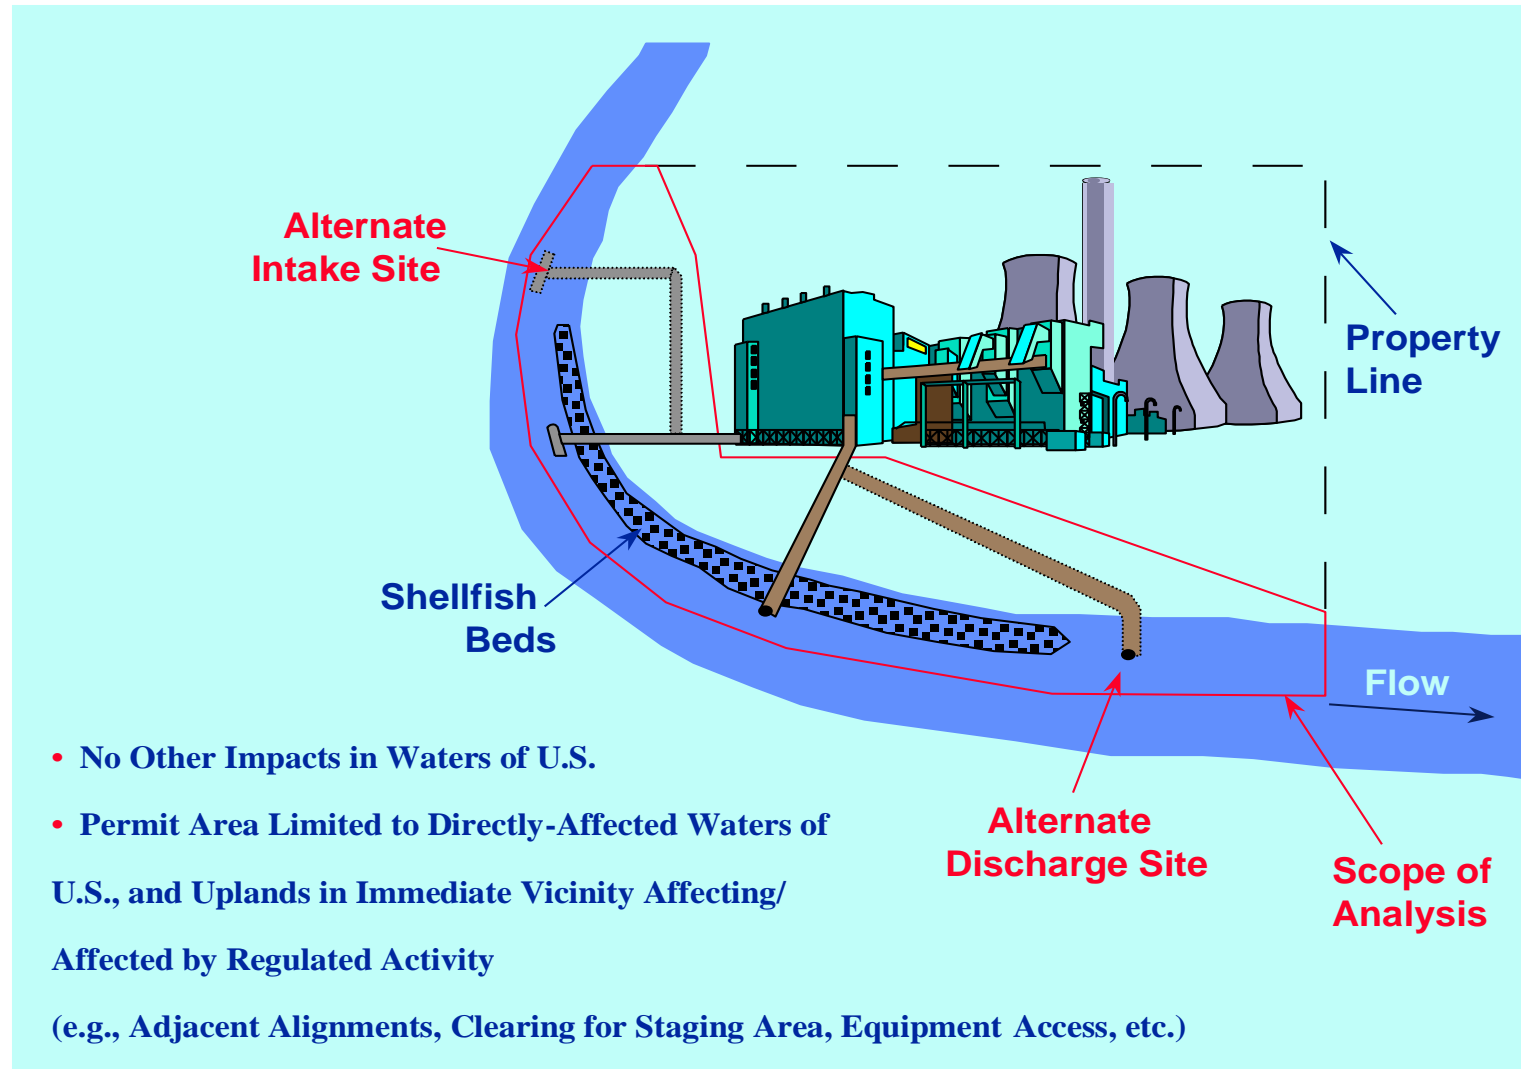 Alternate
Intake Site
Property
Line
Shellfish
Beds
Flow
Alternate
Discharge Site
Scope of
Analysis
• No Other Impacts in Waters of U.S.
• Permit Area Limited to Directly-Affected Waters of
U.S., and Uplands in Immediate Vicinity Affecting/
Affected by Regulated Activity
(e.g., Adjacent Alignments, Clearing for Staging Area, Equipment Access, etc.)